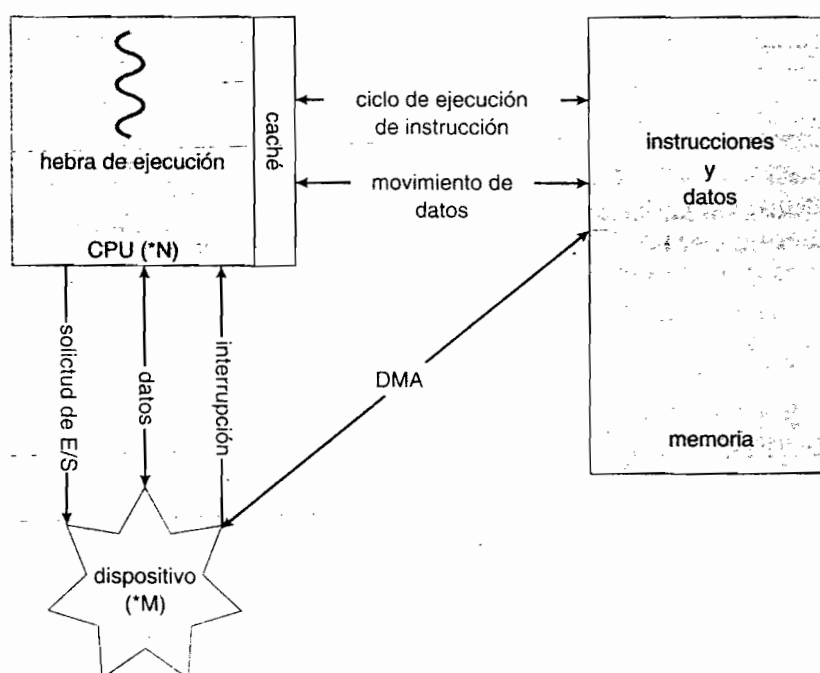 hebra de ejecución
CPU (*N)
caché
ciclo de ejecución
de instrucción
movimiento de
datos
instrucciones
y
datos
memoria
solicitud de E/S
datos
interrupción
DMA
dispositivo
(*M)